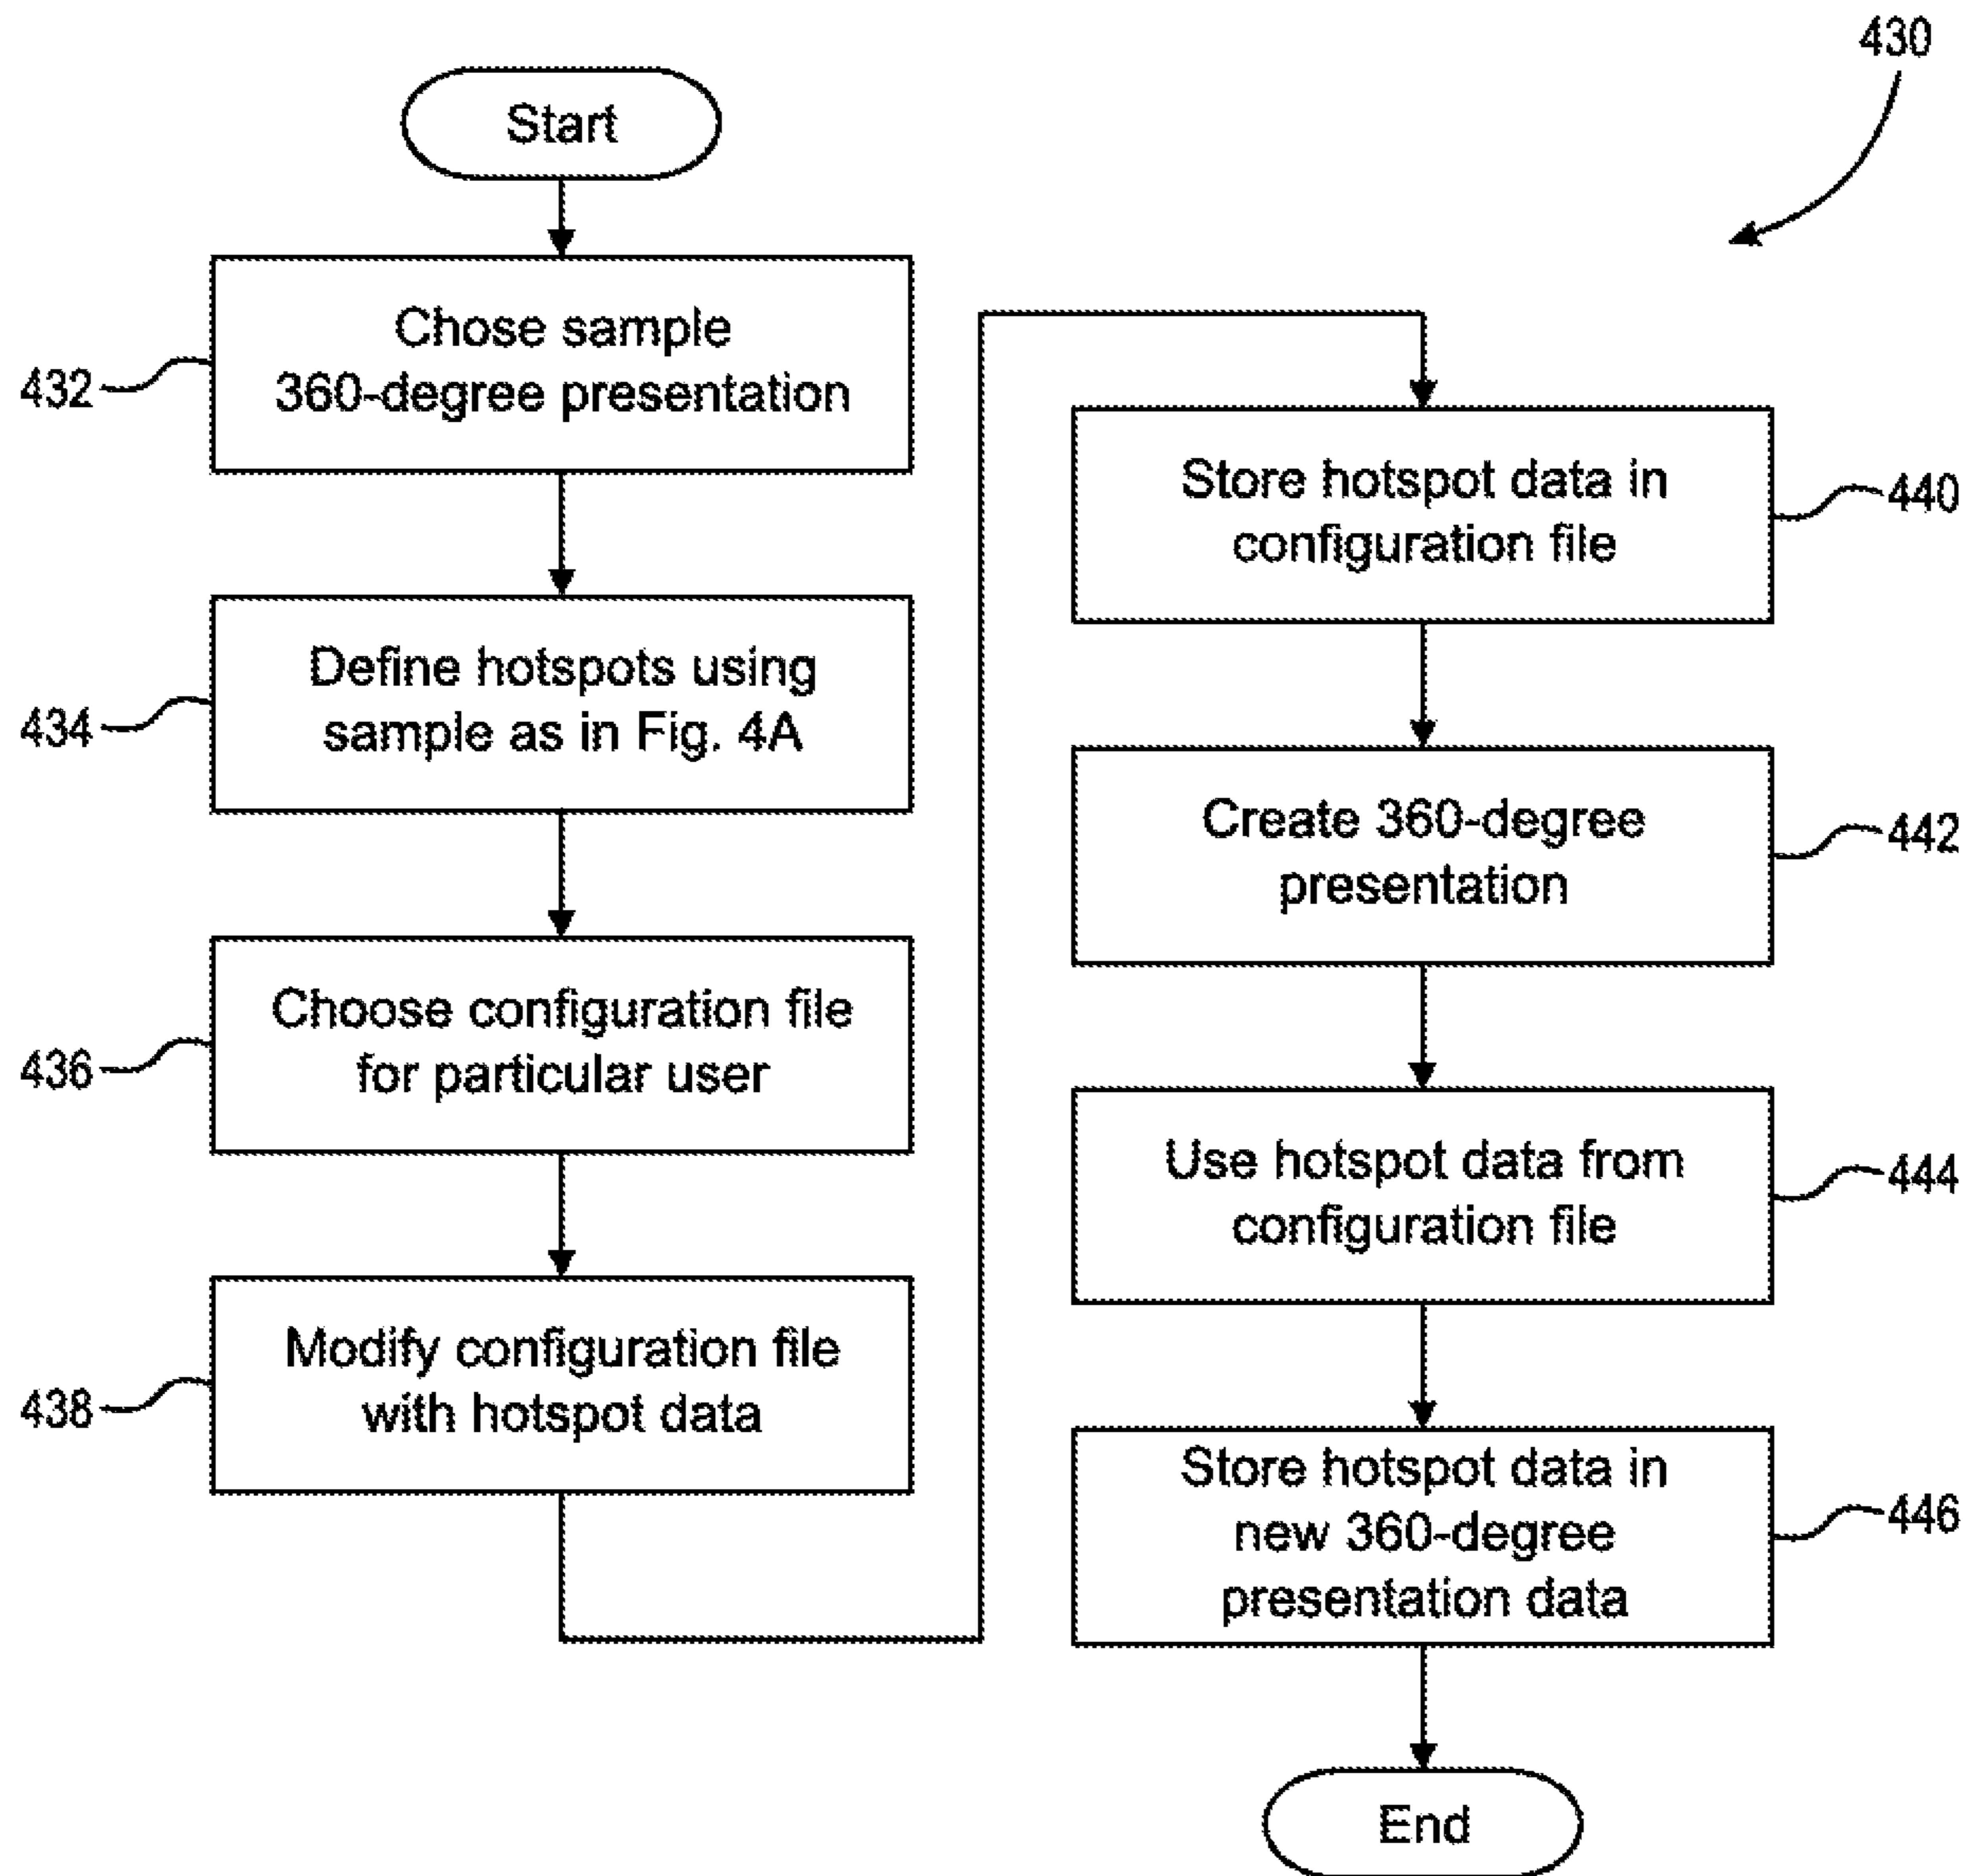 430
Start
Chose sample
360-degree presentation
432
Define hotspots using
sample as in Fig. 4A
434
Choose configuration file
for particular user
436
Modify configuration file
with hotspot data
438
Store hotspot data in
configuration file
440
Create 360-degree
presentation
442
Use hotspot data from
configuration file
444
Store hotspot data in
new 360-degree
presentation data
446
End